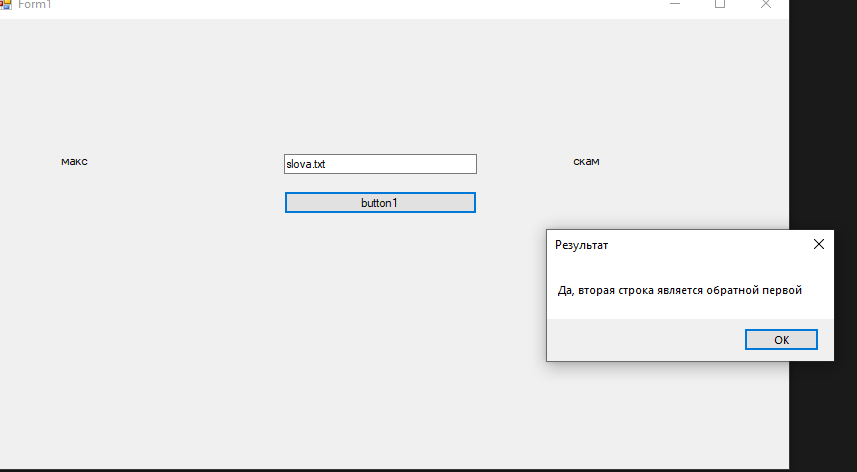 Form1
макс
slova.txt
скам
button1
Результат
Да, вторая строка является обратной первой
OK